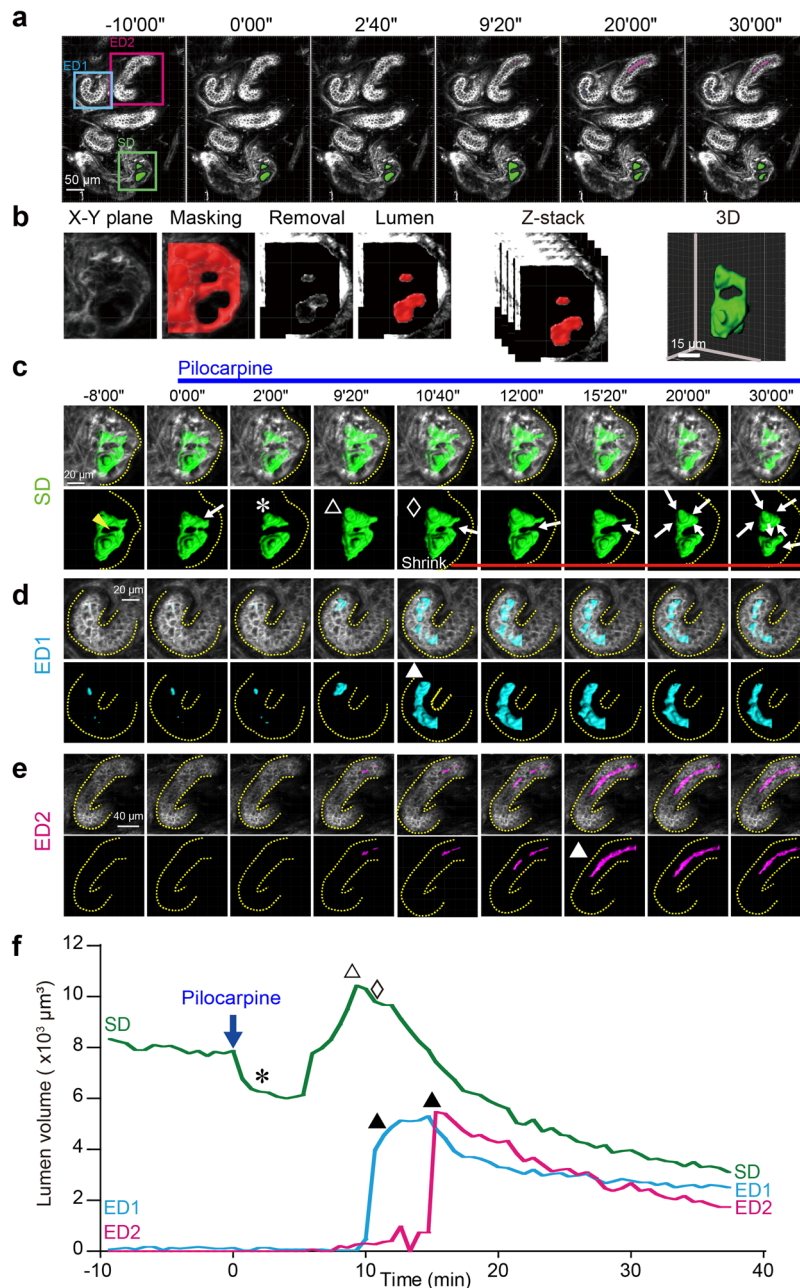 a
-10'00" 0'00" 2'40" 9'20" 20'00" 30'00"
ED2
ED1
SD
50 µm
b
X-Y plane Masking Removal Lumen Z-stack 3D
15 µm
c
Pilocarpine
-8'00" 0'00" 2'00" 9'20" 10'40" 12'00" 15'20" 20'00" 30'00"
SD
20 µm
*
Shrink
d
ED1
20 µm
e
ED2
40 µm
f
Lumen volume ( x10³ µm³)
12
10
8
6
4
2
0
Pilocarpine
SD
*
ED1
ED2
SD
ED1
ED2
-10 0 10 20 30 40
Time (min)